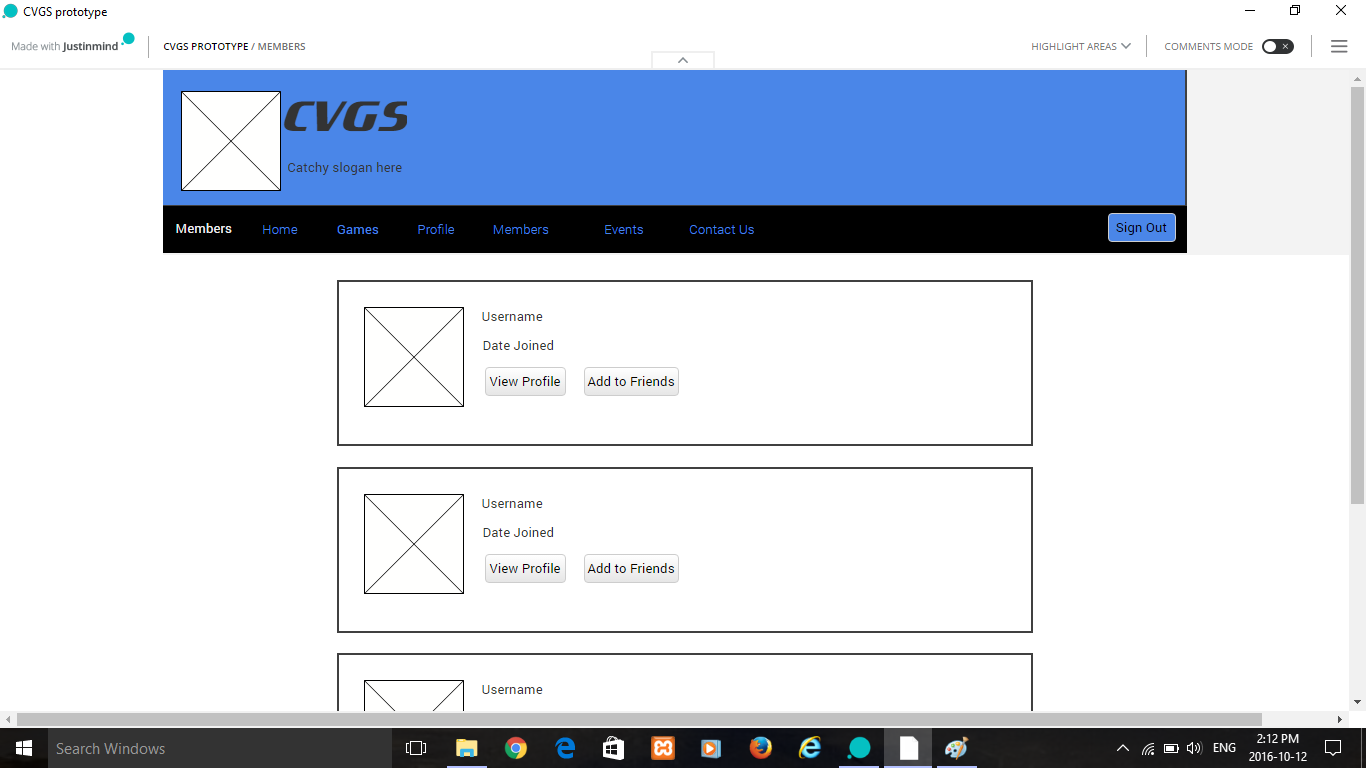 CVGS prototype
Made with Justinmind
CVGS PROTOTYPE / MEMBERS
HIGHLIGHT AREAS
COMMENTS MODE
CVGS
Catchy slogan here
Members Home Games Profile Members Events Contact Us Sign Out
Username
Date Joined
View Profile Add to Friends
Username
Date Joined
View Profile Add to Friends
Username
Search Windows
ENG
2:12 PM
2016-10-12